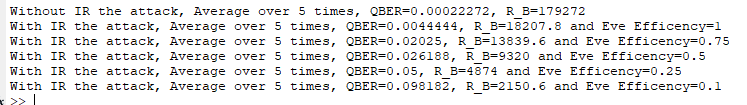 Without IR the attack, Average over 5 times, QBER=0.00022272, R_B=179272
With IR the attack, Average over 5 times, QBER=0.0044444, R_B=18207.8 and Eve Efficency=1
With IR the attack, Average over 5 times, QBER=0.02025, R_B=13839.6 and Eve Efficency=0.75
With IR the attack, Average over 5 times, QBER=0.026188, R_B=9320 and Eve Efficency=0.5
With IR the attack, Average over 5 times, QBER=0.05, R_B=4874 and Eve Efficency=0.25
With IR the attack, Average over 5 times, QBER=0.098182, R_B=2150.6 and Eve Efficency=0.1
>>